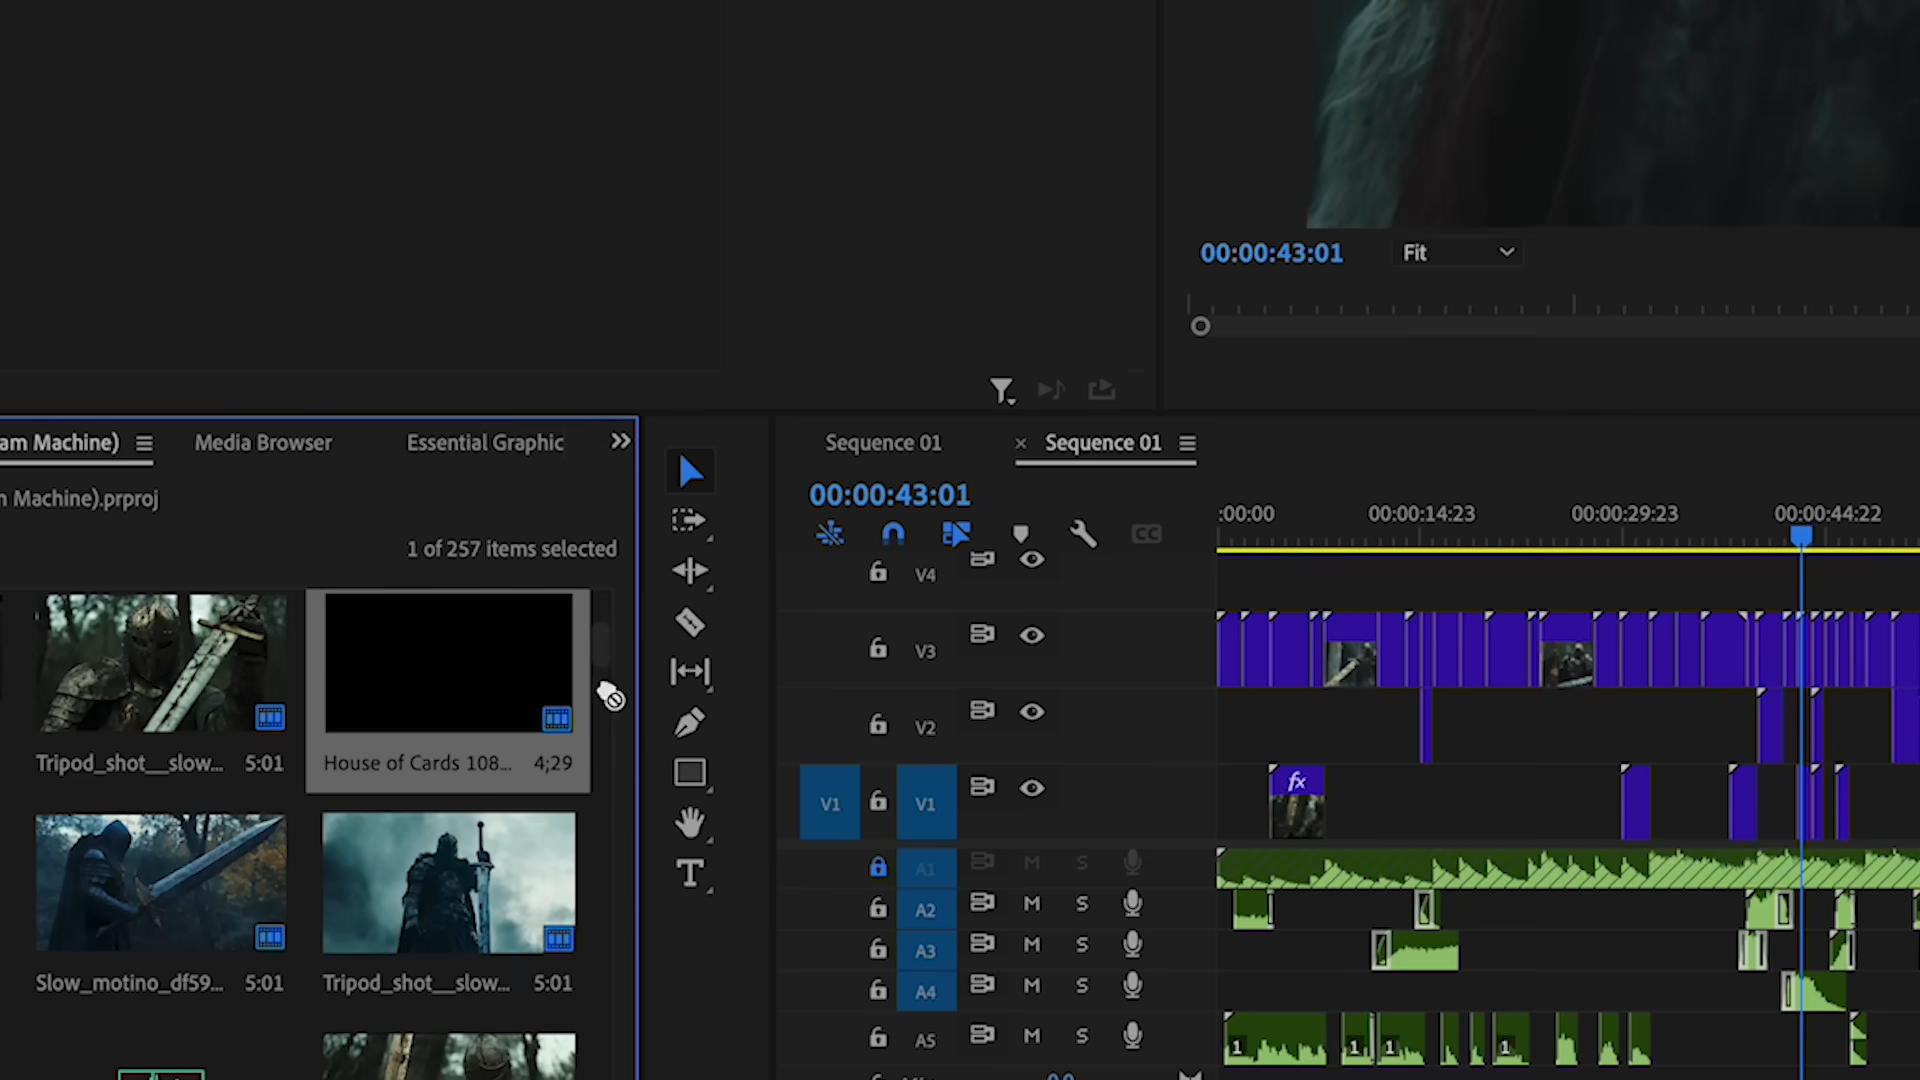 00:00:43:01 Fit
am Machine) Media Browser Essential Graphic
n Machine).prproj
1 of 257 items selected
Tripod_shot__slow... 5:01
House of Cards 108... 4;29
Slow_motino_df59... 5:01
Tripod_shot__slow... 5:01
T
Sequence 01 × Sequence 01
00:00:43:01
CC
:00:00 00:00:14:23 00:00:29:23 00:00:44:22
V4
V3
V2
V1 V1
fx
A1 M S
A2 M S
A3 M S
A4 M S
A5 M S
1 1 1 1